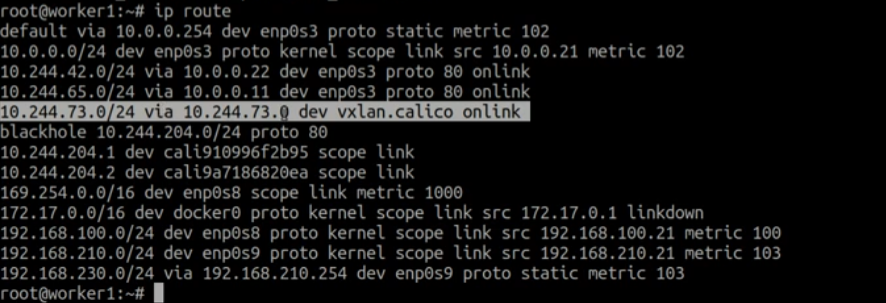 root@worker1:~# ip route
default via 10.0.0.254 dev enp0s3 proto static metric 102
10.0.0.0/24 dev enp0s3 proto kernel scope link src 10.0.0.21 metric 102
10.244.42.0/24 via 10.0.0.22 dev enp0s3 proto 80 onlink
10.244.65.0/24 via 10.0.0.11 dev enp0s3 proto 80 onlink
10.244.73.0/24 via 10.244.73.0 dev vxlan.calico onlink
blackhole 10.244.204.0/24 proto 80
10.244.204.1 dev cali910996f2b95 scope link
10.244.204.2 dev cali9a7186820ea scope link
169.254.0.0/16 dev enp0s8 scope link metric 1000
172.17.0.0/16 dev docker0 proto kernel scope link src 172.17.0.1 linkdown
192.168.100.0/24 dev enp0s8 proto kernel scope link src 192.168.100.21 metric 100
192.168.210.0/24 dev enp0s9 proto kernel scope link src 192.168.210.21 metric 103
192.168.230.0/24 via 192.168.210.254 dev enp0s9 proto static metric 103
root@worker1:~#